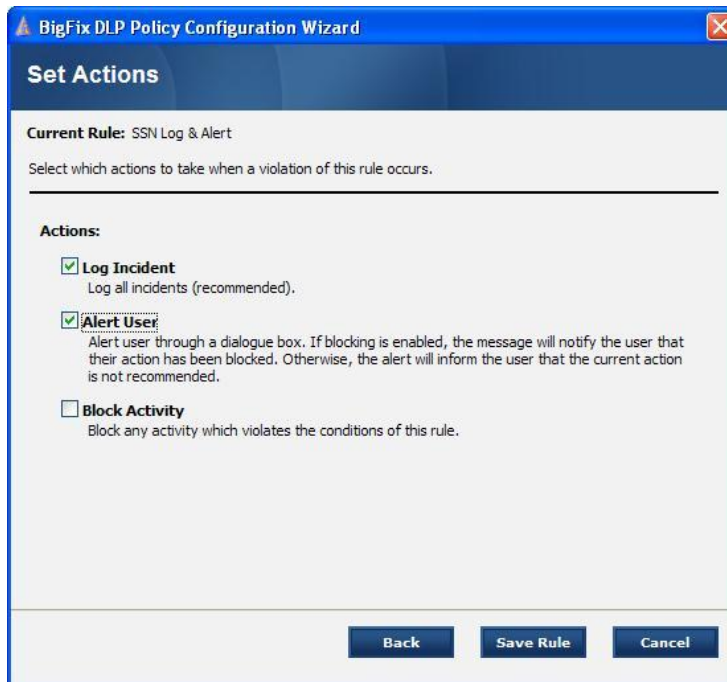 BigFix DLP Policy Configuration Wizard
Set Actions
Current Rule: SSN Log & Alert
Select which actions to take when a violation of this rule occurs.
Actions:
Log Incident
Log all incidents (recommended).
Alert User
Alert user through a dialogue box. If blocking is enabled, the message will notify the user that
their action has been blocked. Otherwise, the alert will inform the user that the current action
is not recommended.
Block Activity
Block any activity which violates the conditions of this rule.
Back Save Rule Cancel